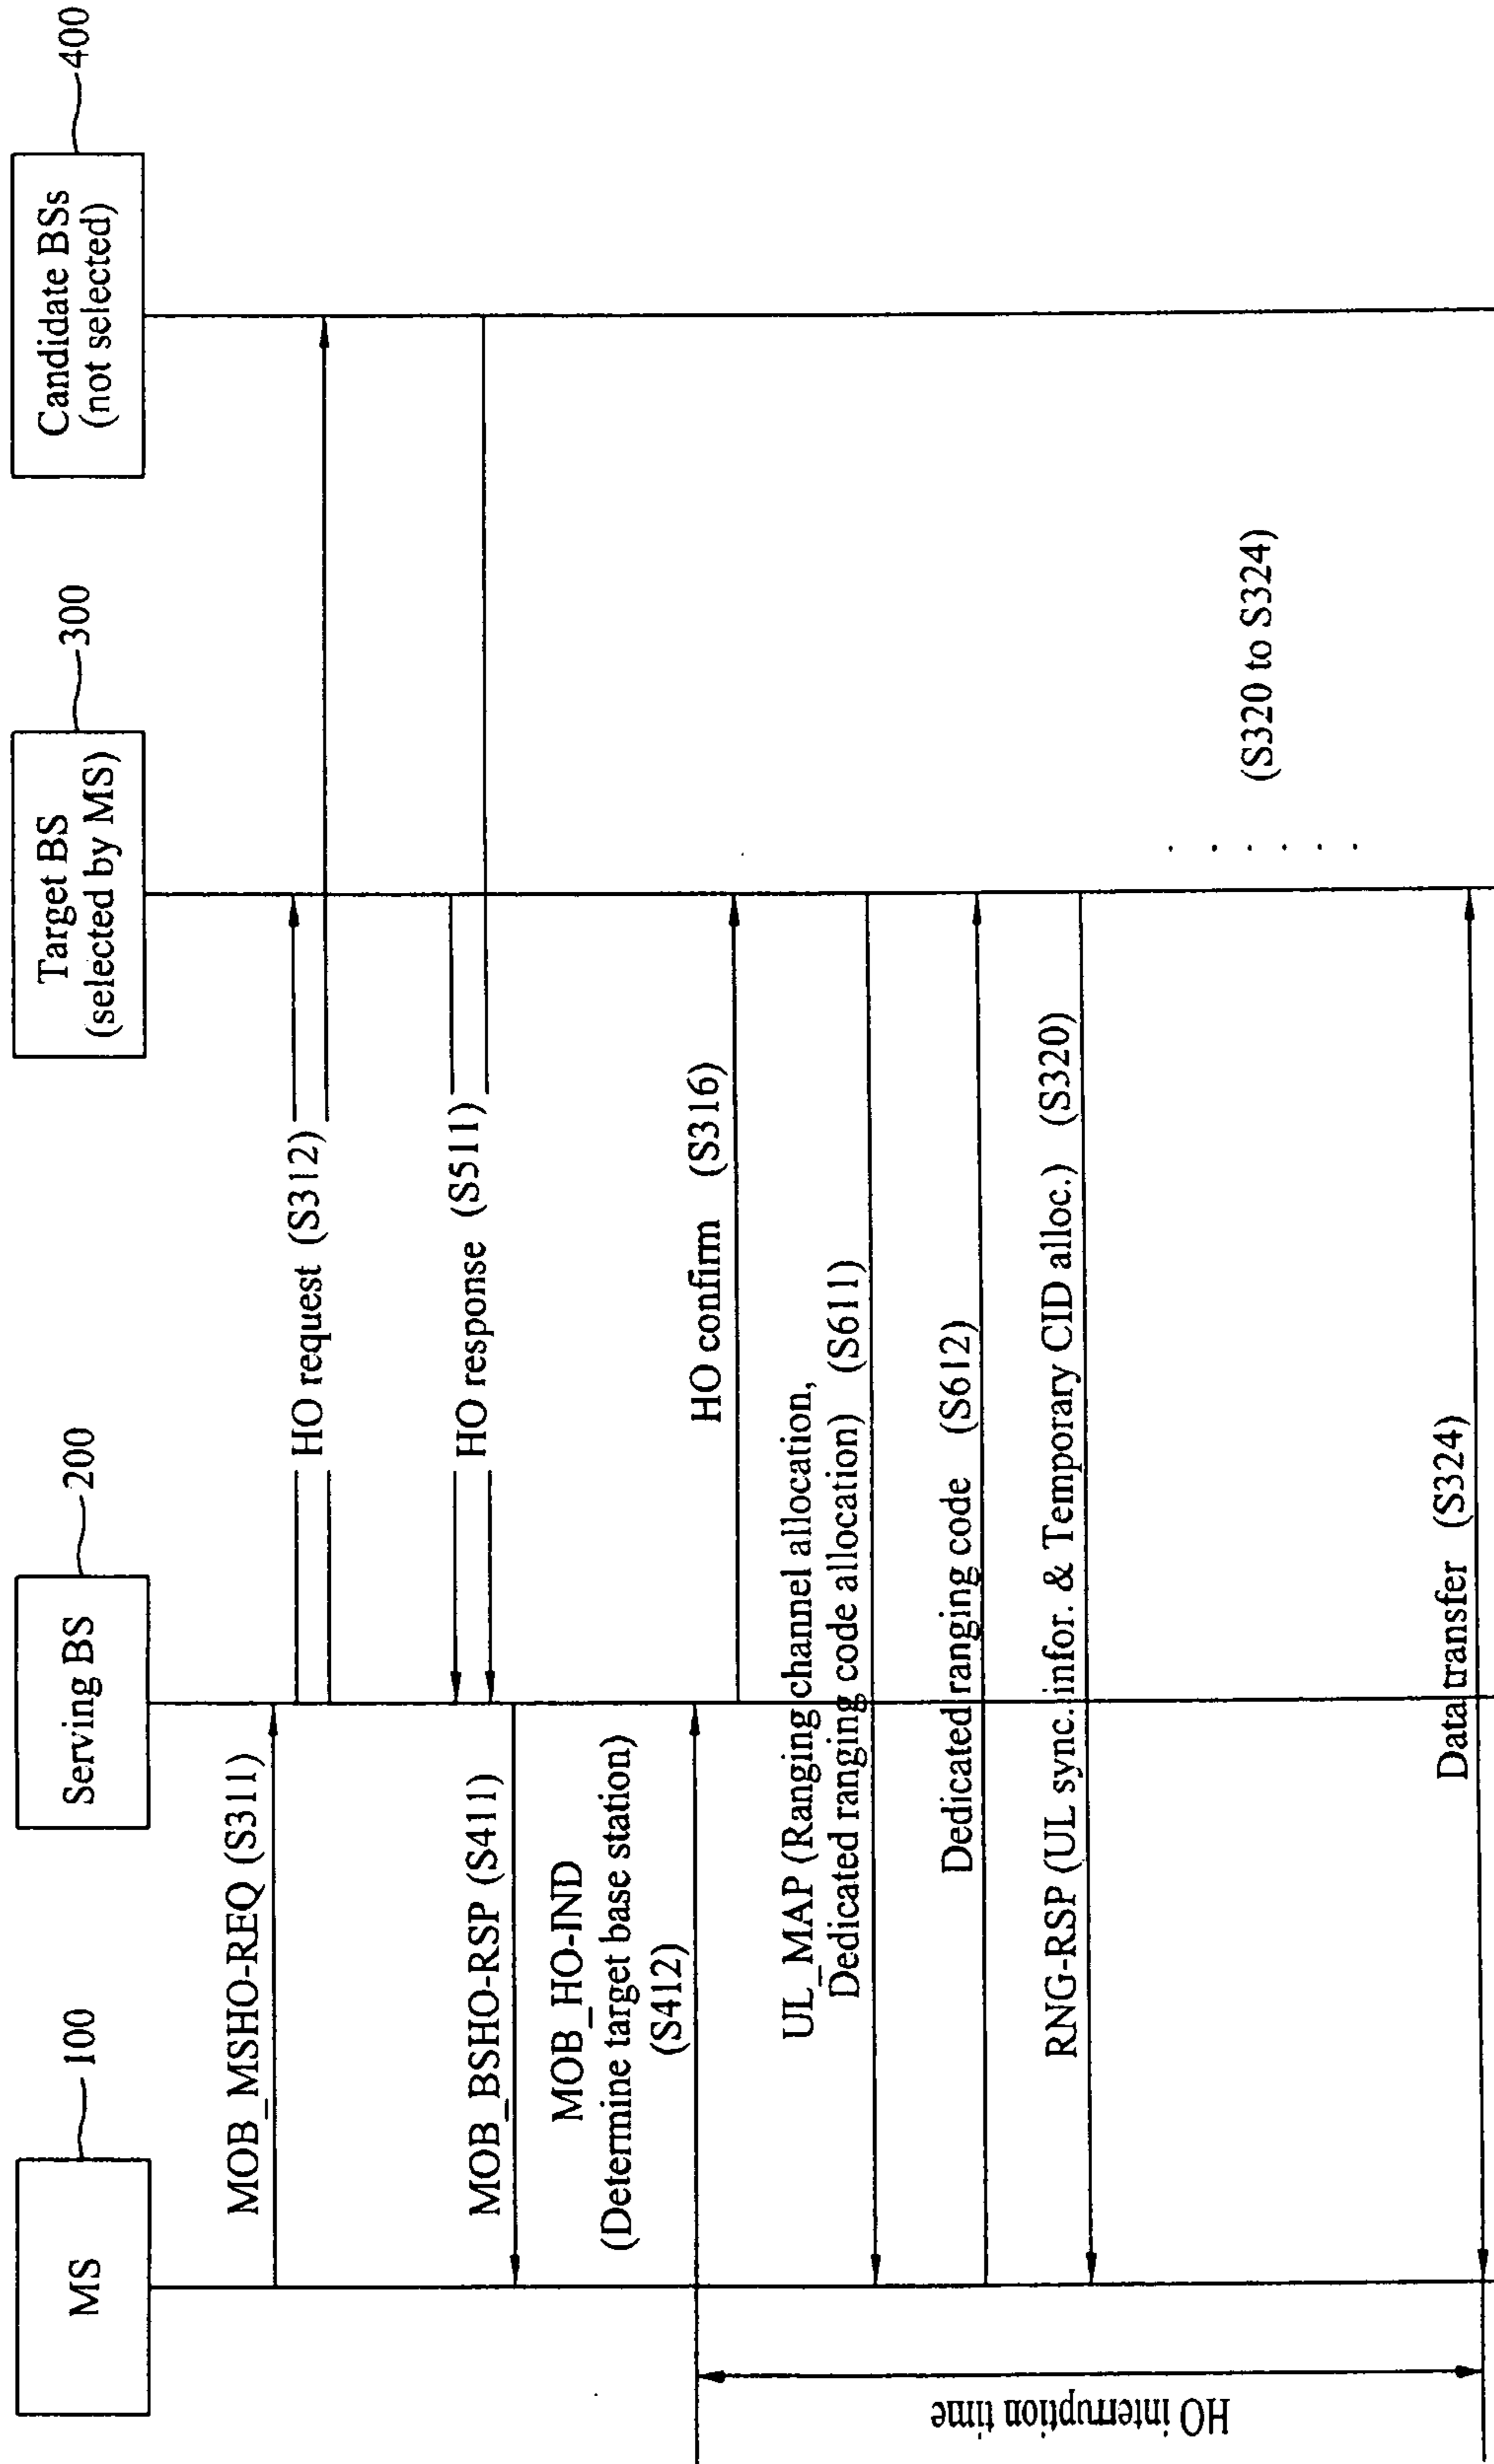 MS
100
Serving BS
200
Target BS
(selected by MS)
300
Candidate BSs
(not selected)
400
MOB_MSHO-REQ (S311)
HO request (S312)
HO response (S511)
MOB_BSHO-RSP (S411)
MOB_HO-IND
(Determine target base station)
(S412)
HO confirm (S316)
UL_MAP (Ranging channel allocation,
Dedicated ranging code allocation) (S611)
Dedicated ranging code (S612)
RNG-RSP (UL sync. infor. & Temporary CID alloc.) (S320)
(S320 to S324)
Data transfer (S324)
HO interruption time